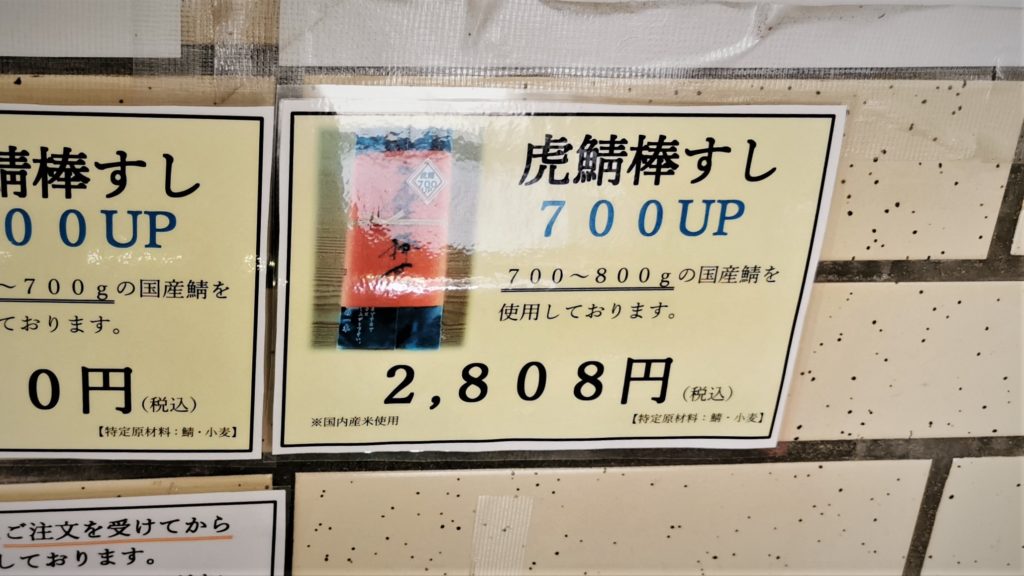 鯖棒すし
００UP
～７００ｇの国産鯖を
ております。
０円(税込)
【特定原材料：鯖・小麦】
虎鯖棒すし
７００UP
７００～８００ｇの国産鯖を
使用しております。
２,８０８円(税込)
※国内産米使用
【特定原材料：鯖・小麦】
700
ご注文を受けてから
しております。